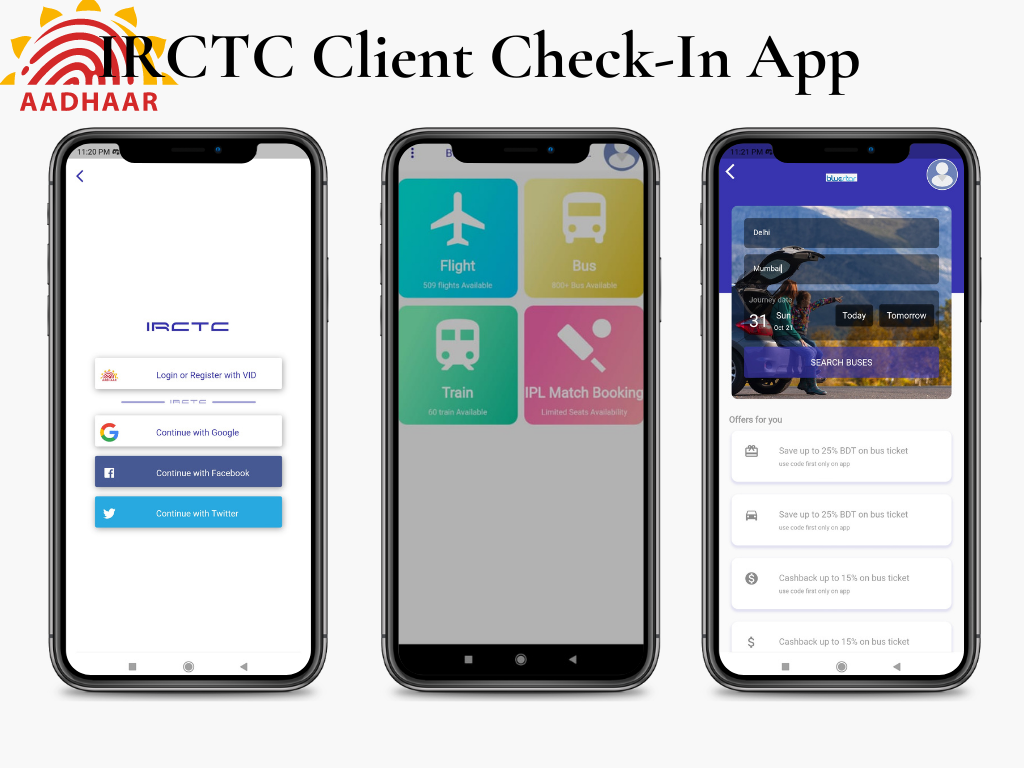 IRCTC Client Check-In App
AADHAAR
11:20 PM
IRCTC
Login or Register with VID
IRCTC
Continue with Google
Continue with Facebook
Continue with Twitter
B
Flight
509 flights Available
Bus
600+ Bus Available
Train
60 train Available
IPL Match Booking
Limited Seats Availability
11:21 PM
Delhi
Mumbai
Journey date
31 Sun
Oct 21
Today
Tomorrow
SEARCH BUSES
Offers for you
Save up to 25% BDT on bus ticket
use code first only on app
Save up to 25% BDT on bus ticket
use code first only on app
Cashback up to 15% on bus ticket
use code first only on app
Cashback up to 15% on bus ticket